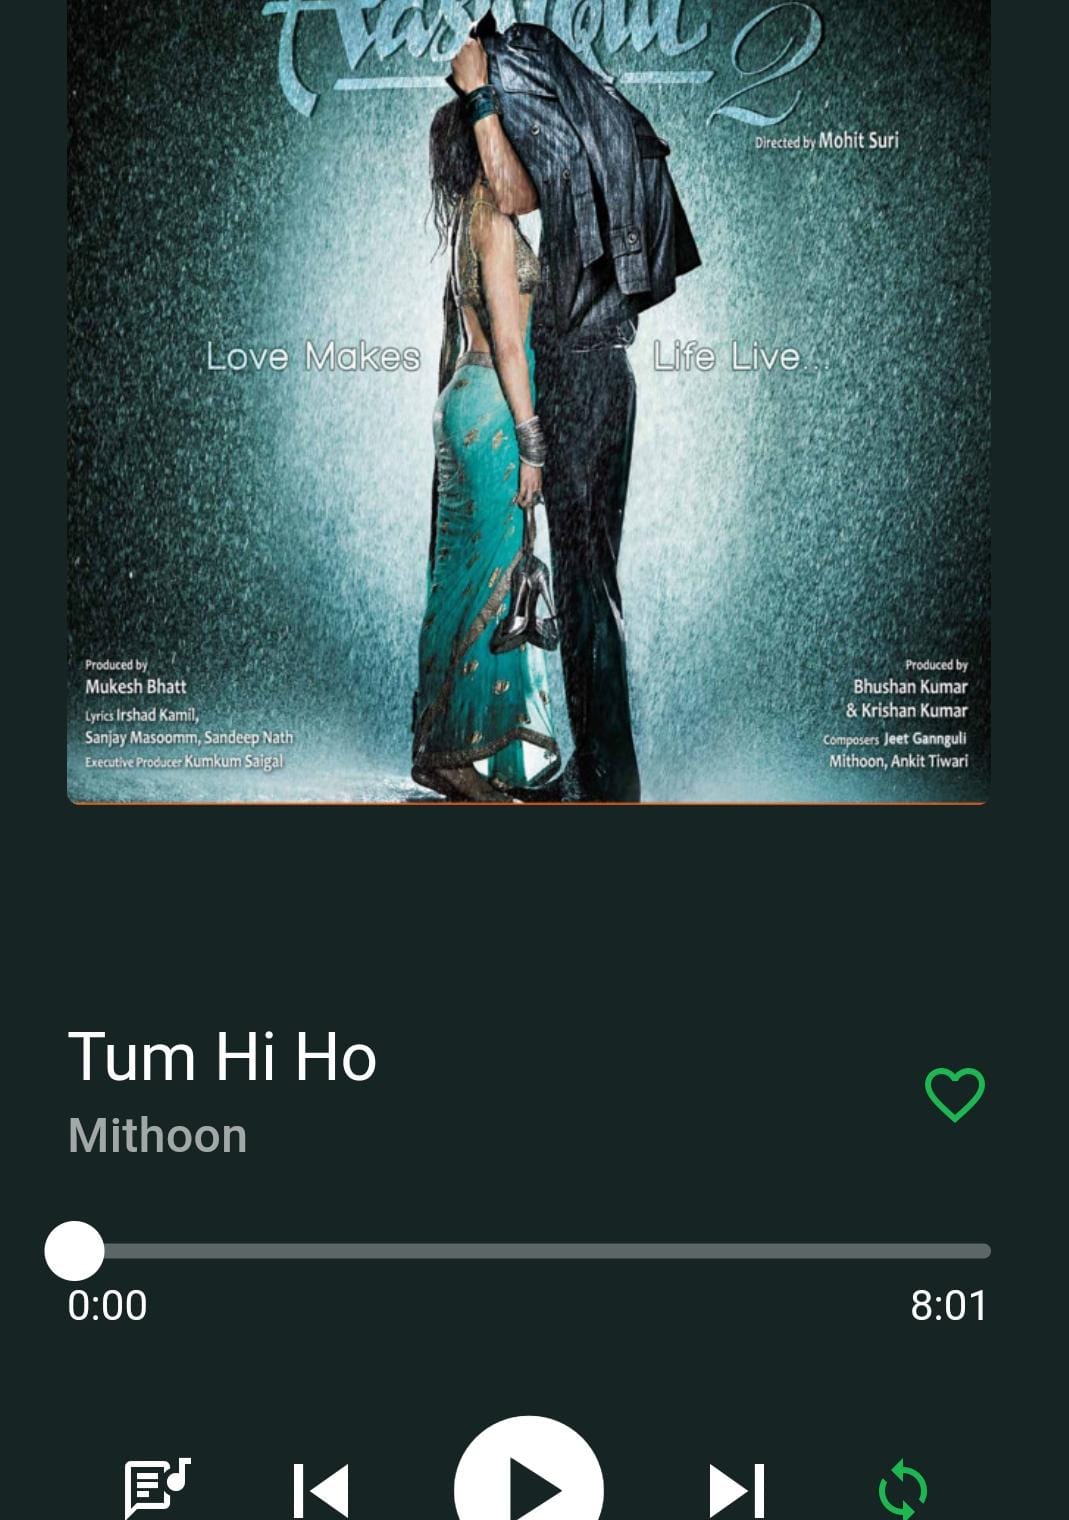 2
Directed by Mohit Suri
Love Makes Life Live...
Produced by
Mukesh Bhatt
Lyrics Irshad Kamil,
Sanjay Masoomm, Sandeep Nath
Executive Producer Kumkum Saigal
Produced by
Bhushan Kumar
& Krishan Kumar
Composers Jeet Gannguli
Mithoon, Ankit Tiwari
Tum Hi Ho
Mithoon
0:00
8:01